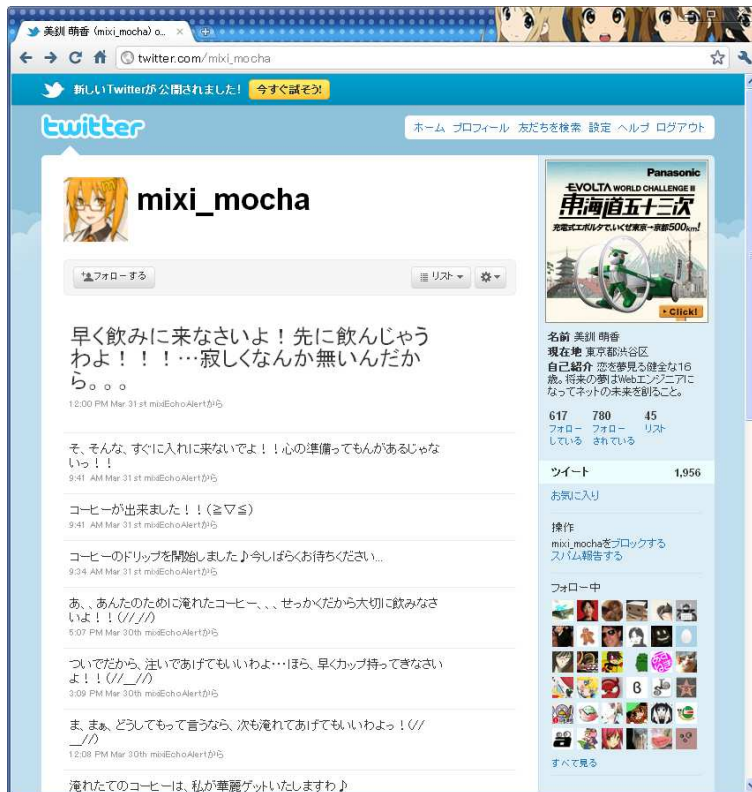 美釧 萌香 (mixi_mocha) o...
twitter.com/mixi_mocha
新しいTwitterが公開されました! 今すぐ試そう!
twitter
ホーム プロフィール 友だちを検索 設定 ヘルプ ログアウト
mixi_mocha
フォローする
リスト
早く飲みに来なさいよ！先に飲んじゃう
わよ！！！…寂しくなんか無いんだか
ら。。。
12:00 PM Mar 31st mixiEchoAlertから
そ、そんな、すぐに入れに来ないでよ！！心の準備ってもんがあるじゃな
いっ！！
9:41 AM Mar 31st mixiEchoAlertから
コーヒーが出来ました！！(≧▽≦)
9:41 AM Mar 31st mixiEchoAlertから
コーヒーのドリップを開始しました♪今しばらくお待ちください...
9:34 AM Mar 31st mixiEchoAlertから
あ、、あんたのために淹れたコーヒー、、、せっかくだから大切に飲みなさ
いよ！！(//_//)
5:07 PM Mar 30th mixiEchoAlertから
ついでだから、注いであげてもいいわよ…ほら、早くカップ持ってきなさい
よ！！(//__//)
3:09 PM Mar 30th mixiEchoAlertから
ま、まぁ、どうしてもって言うなら、次も淹れてあげてもいいわよっ！(//
__//)
12:08 PM Mar 30th mixiEchoAlertから
淹れたてのコーヒーは、私が華麗ゲットいたしますわ♪
Panasonic
EVOLTA WORLD CHALLENGE III
東海道五十三次
充電式エボルタで、いくぜ東京→京都500km!
Click!
名前 美釧 萌香
現在地 東京都渋谷区
自己紹介 恋を夢見る健全な16
歳。将来の夢はWebエンジニアに
なってネットの未来を創ること。
617 780 45
フォロー フォロー リスト
している されている
ツイート 1,956
お気に入り
操作
mixi_mochaをブロックする
スパム報告する
フォロー中
すべて見る